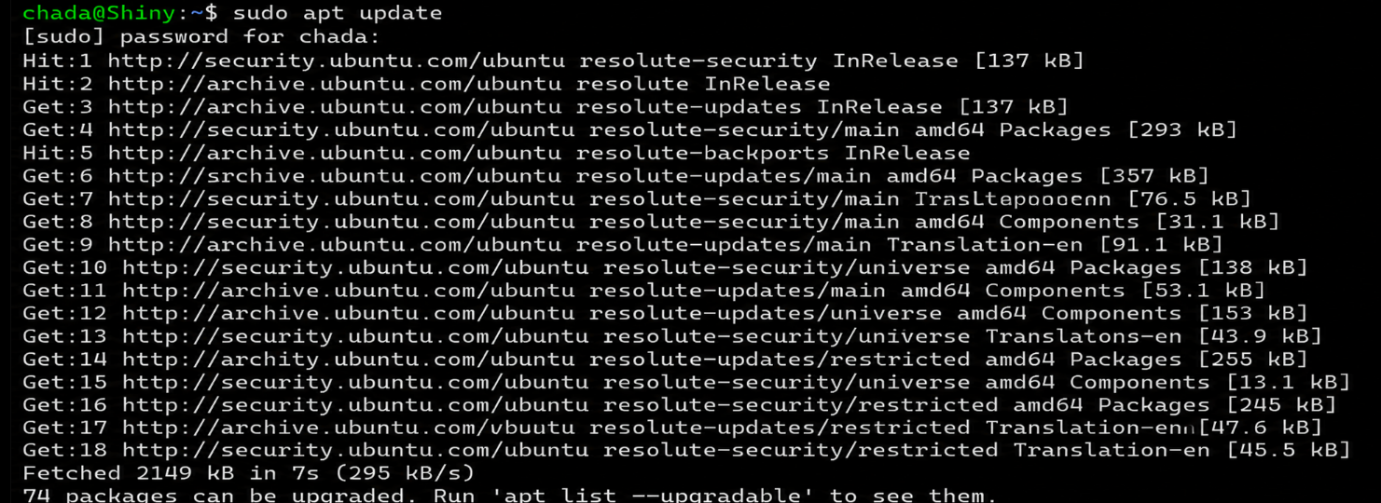 chada@Shiny:~$ sudo apt update
[sudo] password for chada:
Hit:1 http://security.ubuntu.com/ubuntu resolute-security InRelease [137 kB]
Hit:2 http://archive.ubuntu.com/ubuntu resolute InRelease
Get:3 http://archive.ubuntu.com/ubuntu resolute-updates InRelease [137 kB]
Get:4 http://security.ubuntu.com/ubuntu resolute-security/main amd64 Packages [293 kB]
Hit:5 http://archive.ubuntu.com/ubuntu resolute-backports InRelease
Get:6 http://srchive.ubuntu.com/ubuntu resolute-updates/main amd64 Packages [357 kB]
Get:7 http://security.ubuntu.com/ubuntu resolute-security/main [76.5 kB]
Get:8 http://security.ubuntu.com/ubuntu resolute-security/main amd64 Components [31.1 kB]
Get:9 http://archive.ubuntu.com/ubuntu resolute-updates/main Translation-en [91.1 kB]
Get:10 http://security.ubuntu.com/ubuntu resolute-security/universe amd64 Packages [138 kB]
Get:11 http://archive.ubuntu.com/ubuntu resolute-updates/main amd64 Components [53.1 kB]
Get:12 http://archive.ubuntu.com/ubuntu resolute-updates/universe amd64 Components [153 kB]
Get:13 http://security.ubuntu.com/ubuntu resolute-security/universe Translatons-en [43.9 kB]
Get:14 http://archity.ubuntu.com/ubuntu resolute-updates/restricted amd64 Packages [255 kB]
Get:15 http://security.ubuntu.com/ubuntu resolute-security/universe amd64 Components [13.1 kB]
Get:16 http://security.ubuntu.com/ubuntu resolute-security/restricted amd64 Packages [245 kB]
Get:17 http://archive.ubuntu.com/vbuutu resolute-updates/restricted [47.6 kB]
Get:18 http://security.ubuntu.com/ubuntu resolute-security/restricted Translation-en [45.5 kB]
Fetched 2149 kB in 7s (295 kB/s)
74 packages can be upgraded. Run 'apt list --upgradable' to see them.